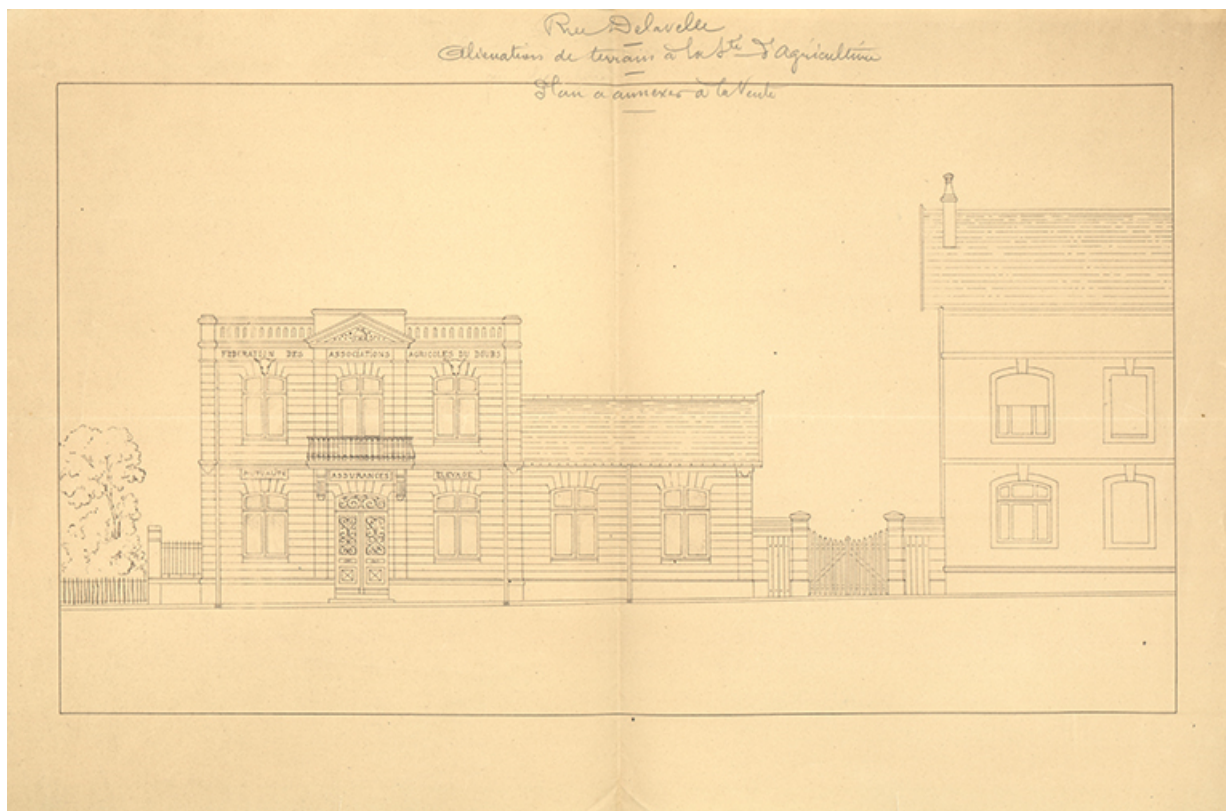 Rue Delavelle
Aliénation de terrain à la Sté d'Agriculture
Plan à annexer à la Vente
FEDERATION DES ASSOCIATIONS AGRICOLES DU DOUBS
MUTUALITE ASSURANCES ELEVAGE